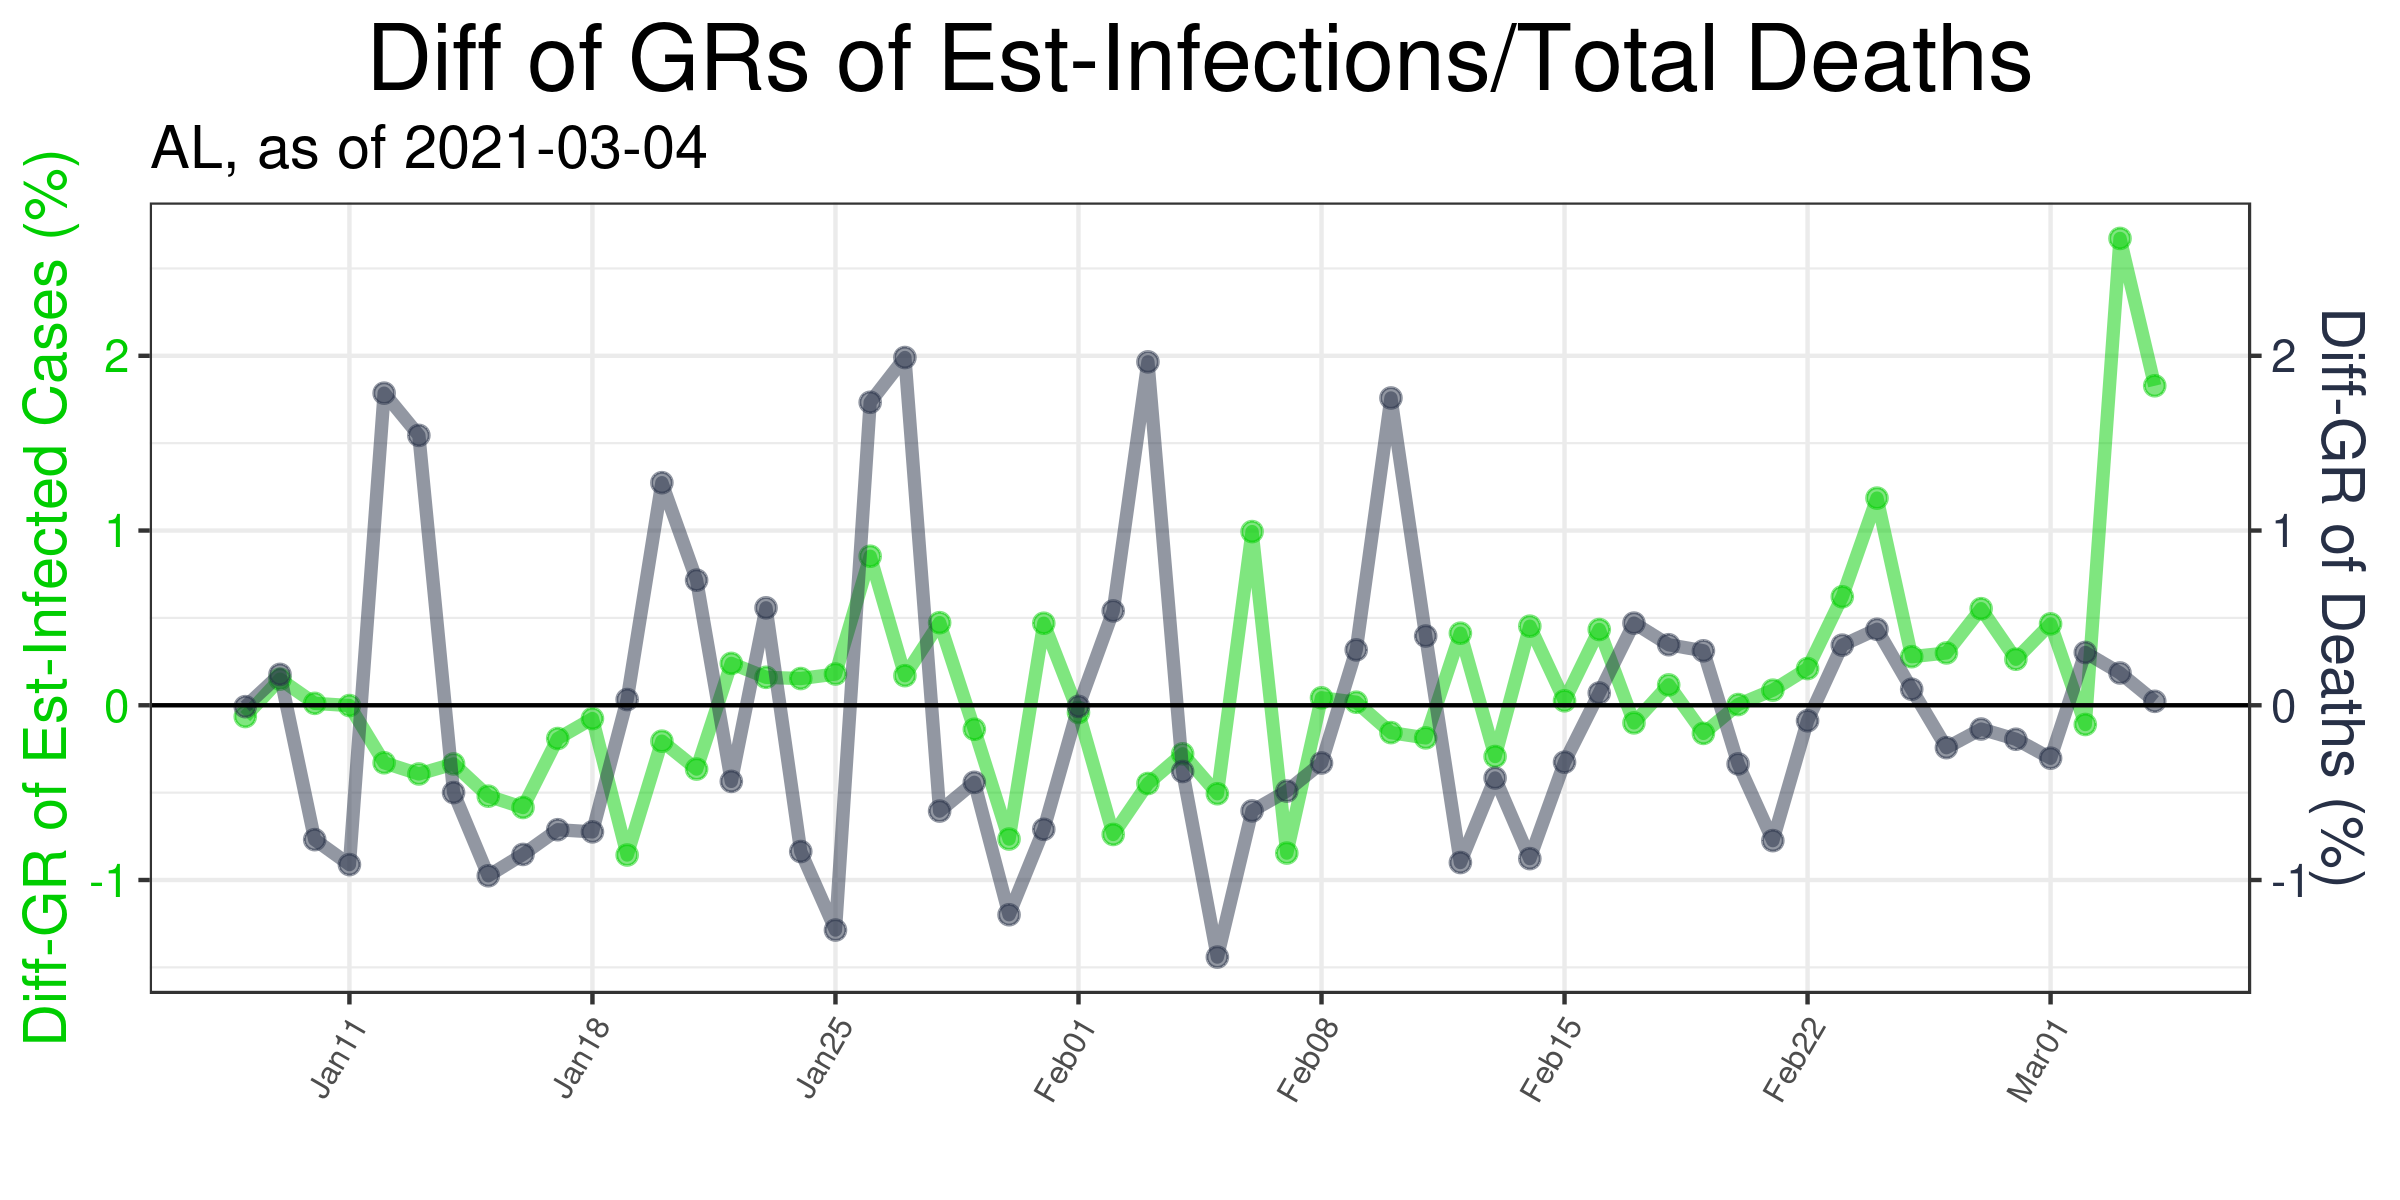 Diff of GRs of Est-Infections/Total Deaths
AL, as of 2021-03-04
Diff-GR of Est-Infected Cases (%)
2
1
0
-1
2
1
0
-1
Diff-GR of Deaths (%)
Jan11
Jan18
Jan25
Feb01
Feb08
Feb15
Feb22
Mar01